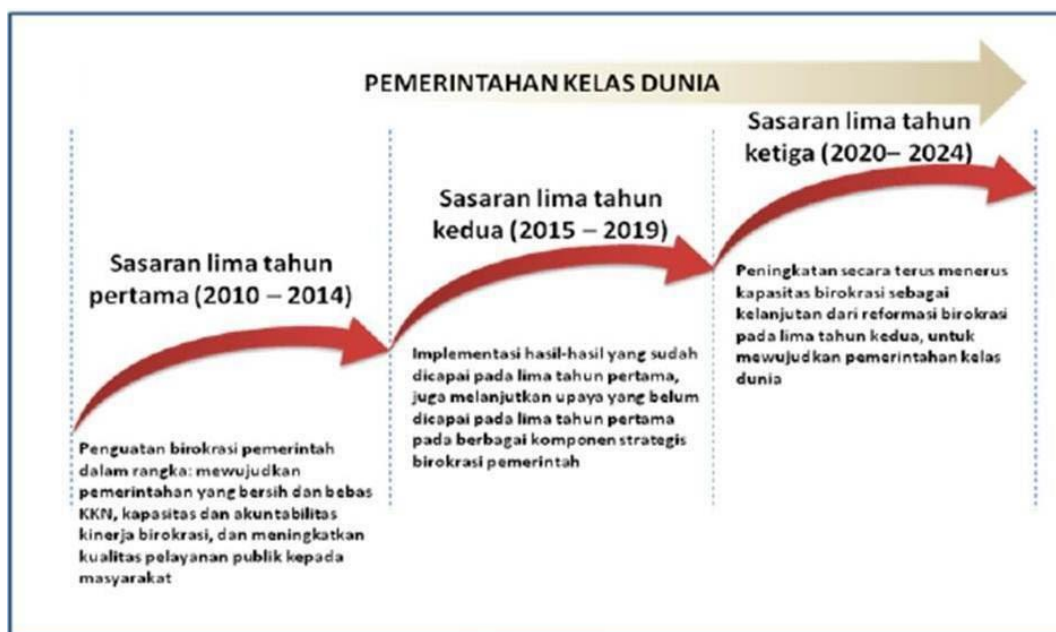 PEMERINTAHAN KELAS DUNIA
Sasaran lima tahun
pertama (2010 – 2014)
Penguatan birokrasi pemerintah
dalam rangka: mewujudkan
pemerintahan yang bersih dan bebas
KKN, kapasitas dan akuntabilitas
kinerja birokrasi, dan meningkatkan
kualitas pelayanan publik kepada
masyarakat
Sasaran lima tahun
kedua (2015 – 2019)
Implementasi hasil-hasil yang sudah
dicapai pada lima tahun pertama,
juga melanjutkan upaya yang belum
dicapai pada lima tahun pertama
pada berbagai komponen strategis
birokrasi pemerintah
Sasaran lima tahun
ketiga (2020– 2024)
Peningkatan secara terus menerus
kapasitas birokrasi sebagai
kelanjutan dari reformasi birokrasi
pada lima tahun kedua, untuk
mewujudkan pemerintahan kelas
dunia